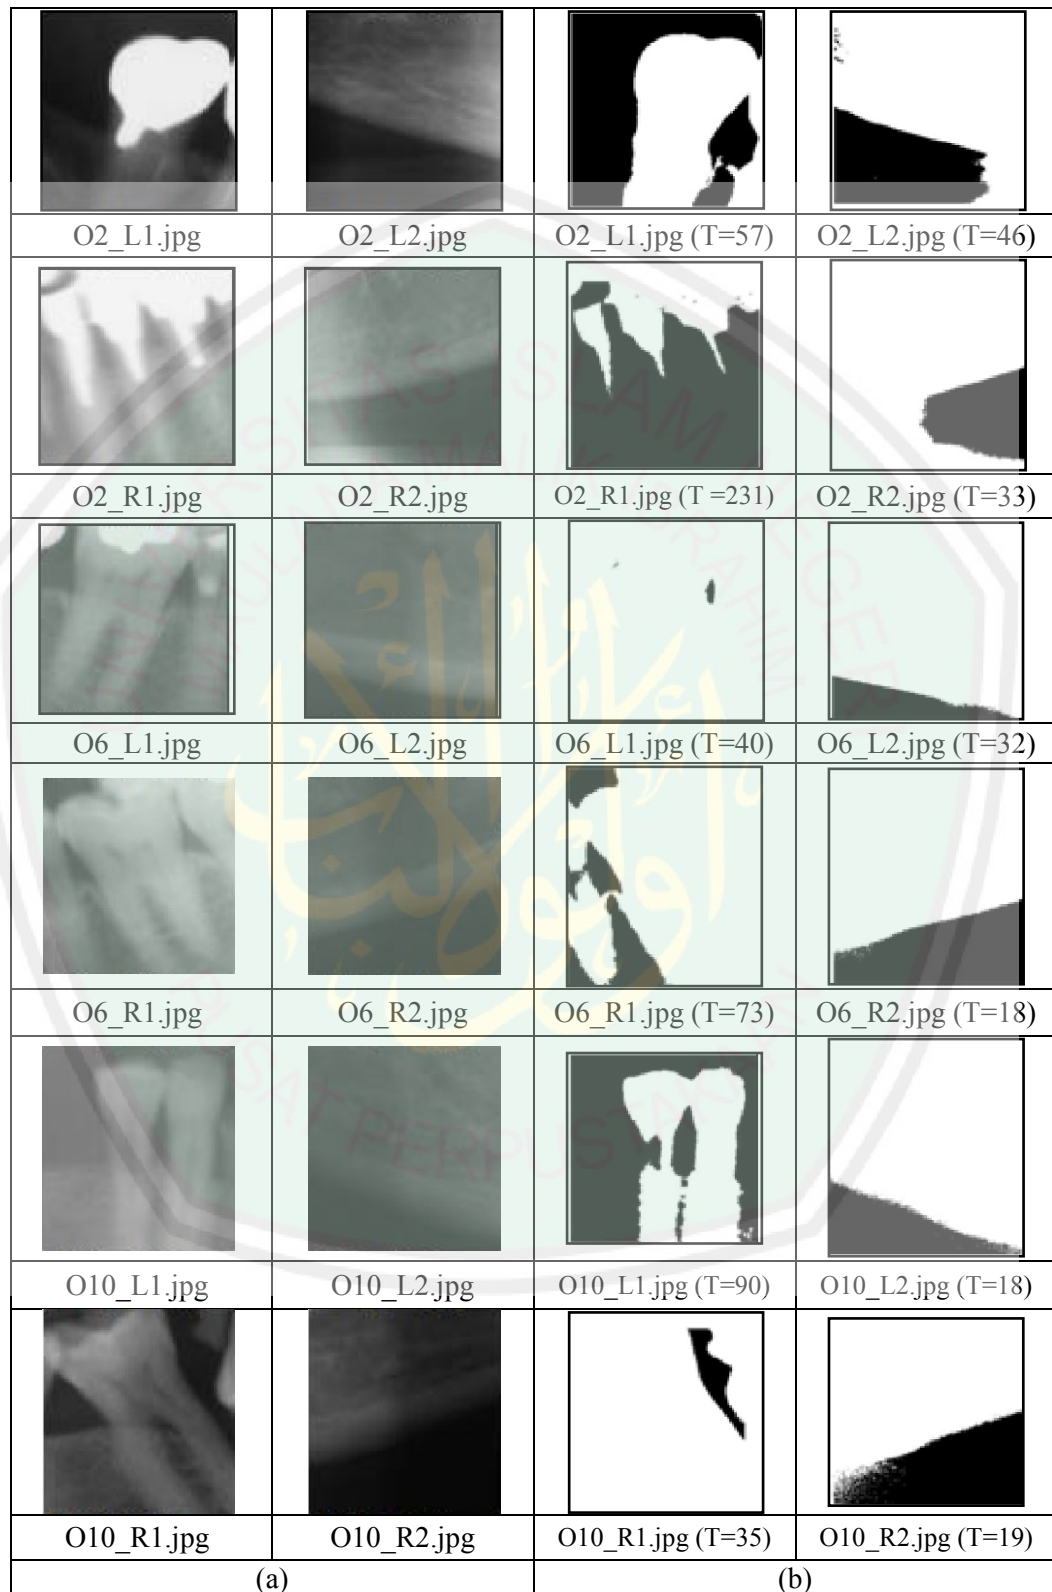 O2_L1.jpg O2_L2.jpg O2_L1.jpg (T=57) O2_L2.jpg (T=46)
O2_R1.jpg O2_R2.jpg O2_R1.jpg (T =231) O2_R2.jpg (T=33)
O6_L1.jpg O6_L2.jpg O6_L1.jpg (T=40) O6_L2.jpg (T=32)
O6_R1.jpg O6_R2.jpg O6_R1.jpg (T=73) O6_R2.jpg (T=18)
O10_L1.jpg O10_L2.jpg O10_L1.jpg (T=90) O10_L2.jpg (T=18)
O10_R1.jpg O10_R2.jpg O10_R1.jpg (T=35) O10_R2.jpg (T=19)
(a) (b)